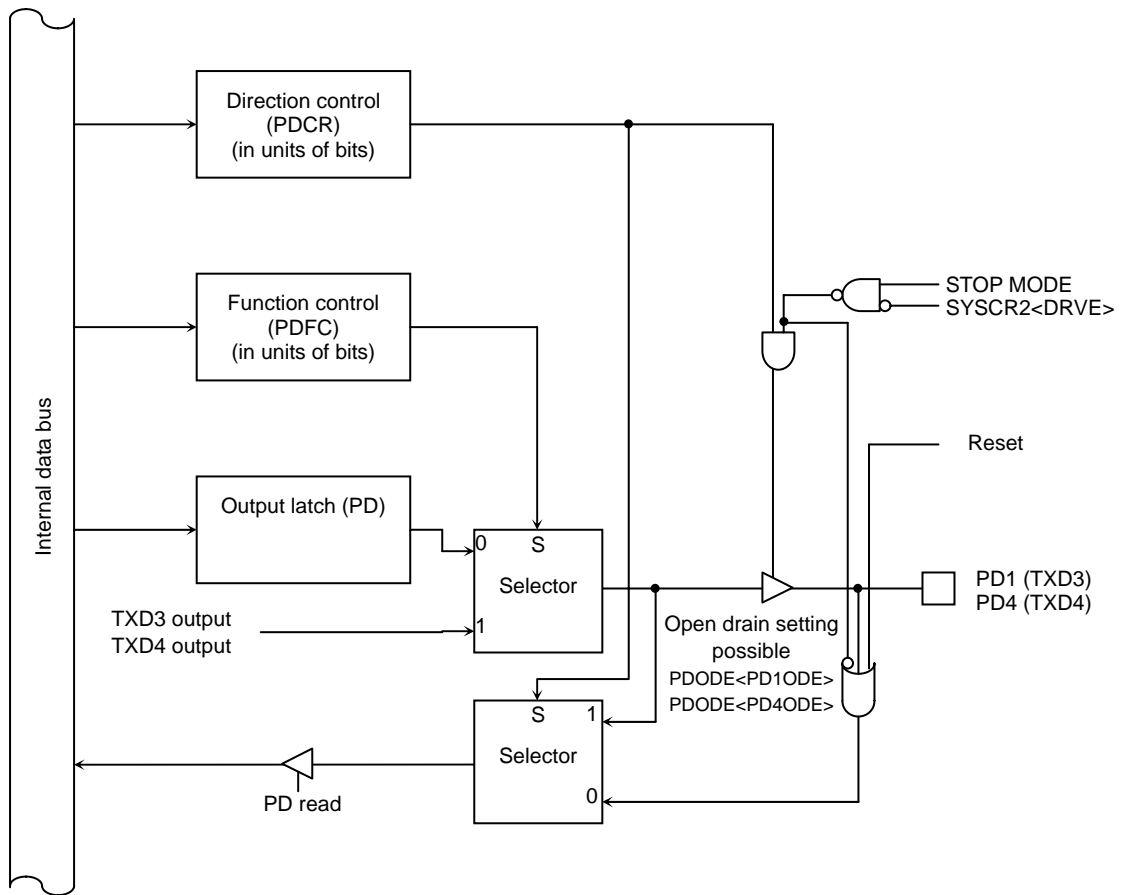 Direction control
(PDCR)
(in units of bits)
STOP MODE
SYSCR2<DRVE>
Function control
(PDFC)
(in units of bits)
Internal data bus
Reset
Output latch (PD)
0
S
Selector
1
TXD3 output
TXD4 output
PD1 (TXD3)
PD4 (TXD4)
Open drain setting
possible
PDODE<PD1ODE>
PDODE<PD4ODE>
S
1
Selector
0
PD read